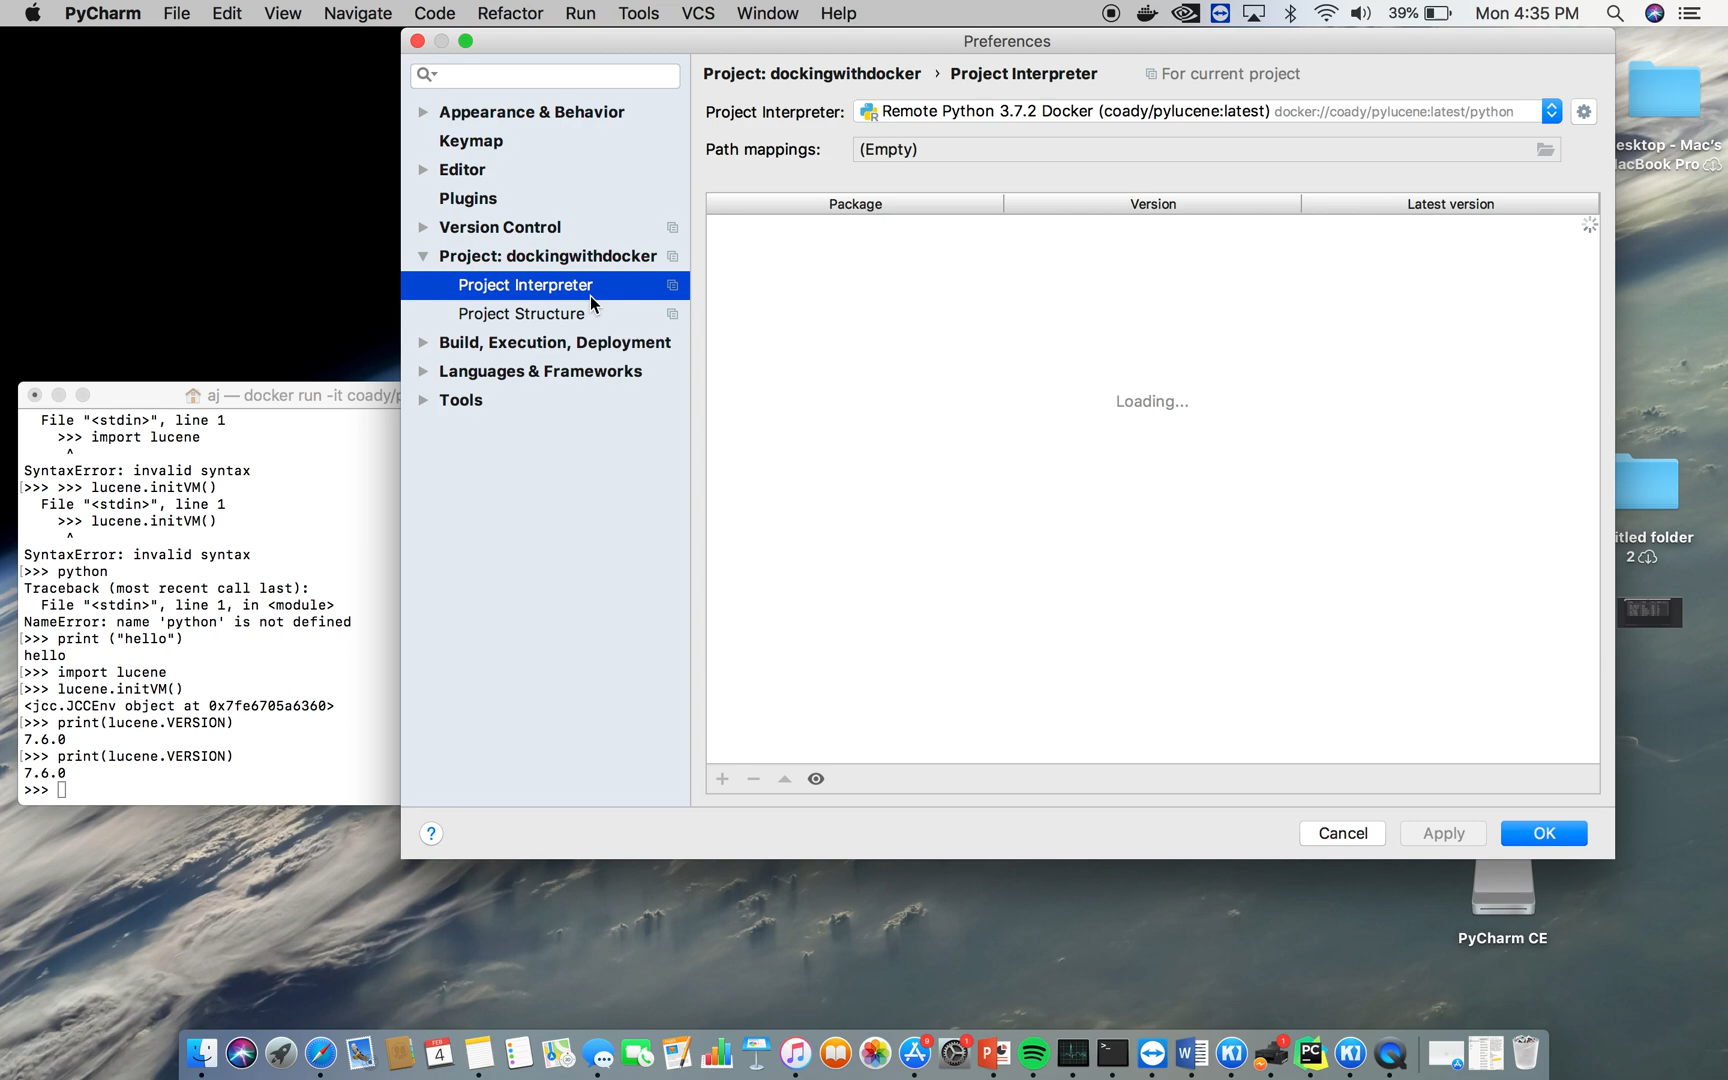 PyCharm File Edit View Navigate Code Refactor Run Tools VCS Window Help 39% Mon 4:35 PM
Preferences
Project: dockingwithdocker › Project Interpreter For current project
Appearance & Behavior
Keymap
Editor
Plugins
Version Control
Project: dockingwithdocker
Project Interpreter
Project Structure
Build, Execution, Deployment
Languages & Frameworks
Tools
Project Interpreter: Remote Python 3.7.2 Docker (coady/pylucene:latest) docker://coady/pylucene:latest/python
Path mappings: (Empty)
Package Version Latest version
Loading...
?
Cancel Apply OK
aj — docker run -it coady/p
File "<stdin>", line 1
>>> import lucene
^
SyntaxError: invalid syntax
[>>> >>> lucene.initVM()
File "<stdin>", line 1
>>> lucene.initVM()
^
SyntaxError: invalid syntax
[>>> python
Traceback (most recent call last):
File "<stdin>", line 1, in <module>
NameError: name 'python' is not defined
[>>> print ("hello")
hello
[>>> import lucene
[>>> lucene.initVM()
<jcc.JCCEnv object at 0x7fe6705a6360>
[>>> print(lucene.VERSION)
7.6.0
[>>> print(lucene.VERSION)
7.6.0
>>>
esktop - Mac's
lacBook Pro
itled folder
2
PyCharm CE
FEB
4
9
1
1
PC